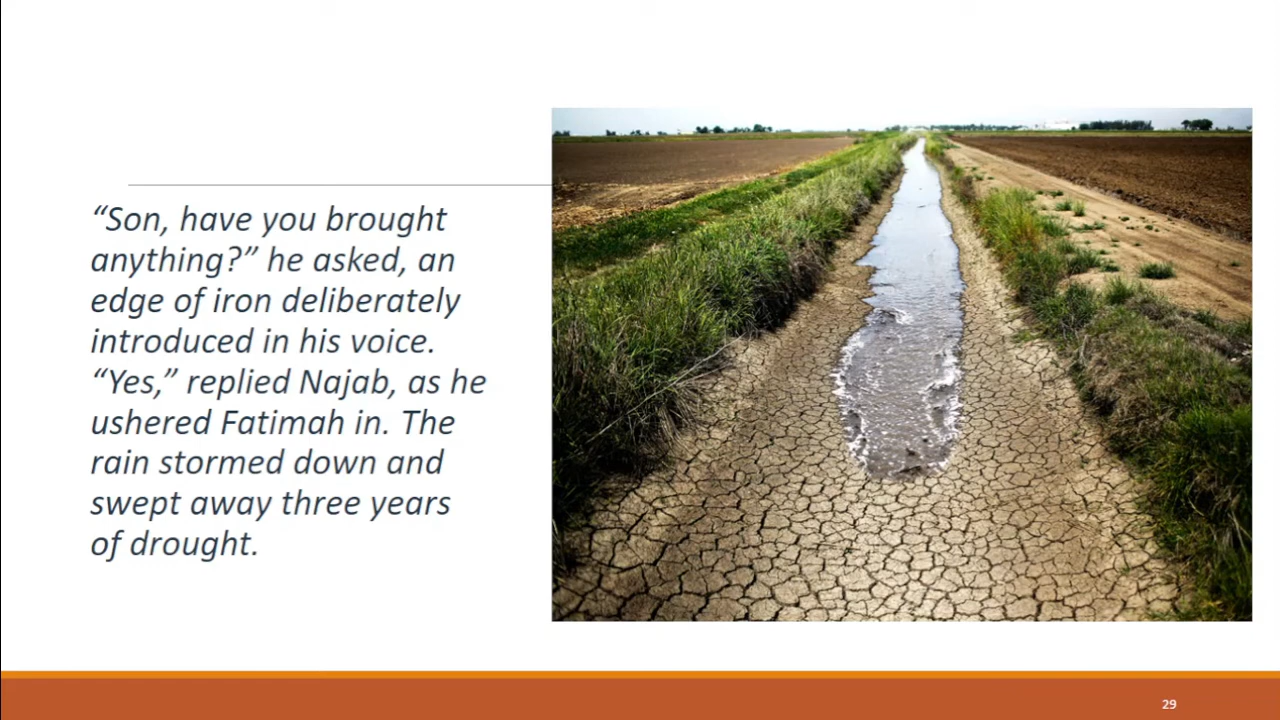 “Son, have you brought
anything?” he asked, an
edge of iron deliberately
introduced in his voice.
“Yes,” replied Najab, as he
ushered Fatimah in. The
rain stormed down and
swept away three years
of drought.
29